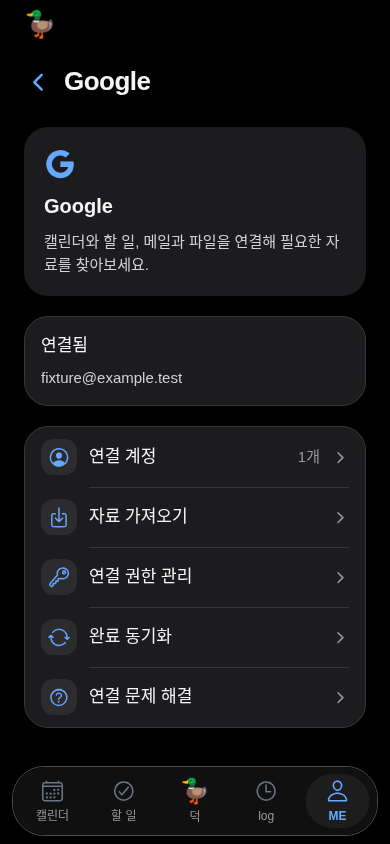 Google
Google
캘린더와 할 일, 메일과 파일을 연결해 필요한 자
료를 찾아보세요.
연결됨
fixture@example.test
연결 계정 1개
자료 가져오기
연결 권한 관리
완료 동기화
연결 문제 해결
캘린더 할 일 덕 log ME